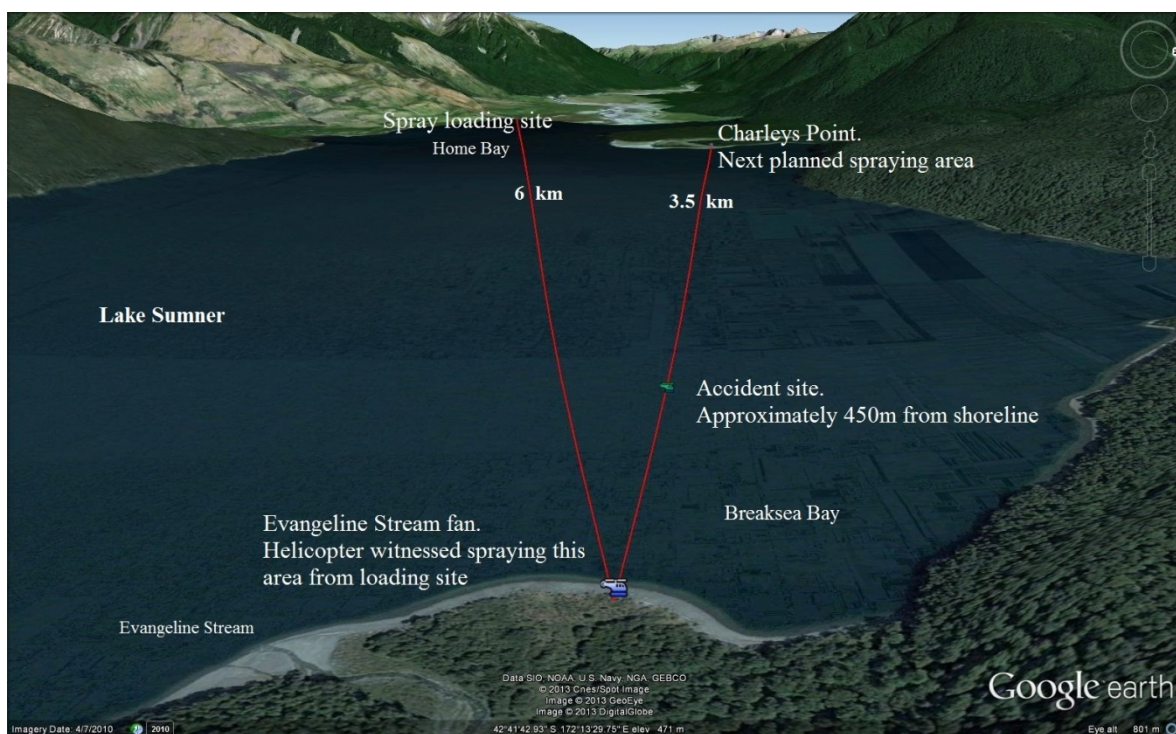 Spray loading site
Home Bay
Charleys Point.
Next planned spraying area
6 km
3.5 km
Lake Sumner
Accident site.
Approximately 450m from shoreline
Breaksea Bay
Evangeline Stream fan.
Helicopter witnessed spraying this
area from loading site
Evangeline Stream
Data SIO, NOAA, U.S. Navy, NGA, GEBCO
© 2013 Cnes/Spot Image
Image © 2013 GeoEye
Image © 2013 DigitalGlobe
Google earth
Imagery Date: 4/7/2010
2010
42°41'42.93" S 172°13'29.75" E elev 471 m
Eye alt 801 m